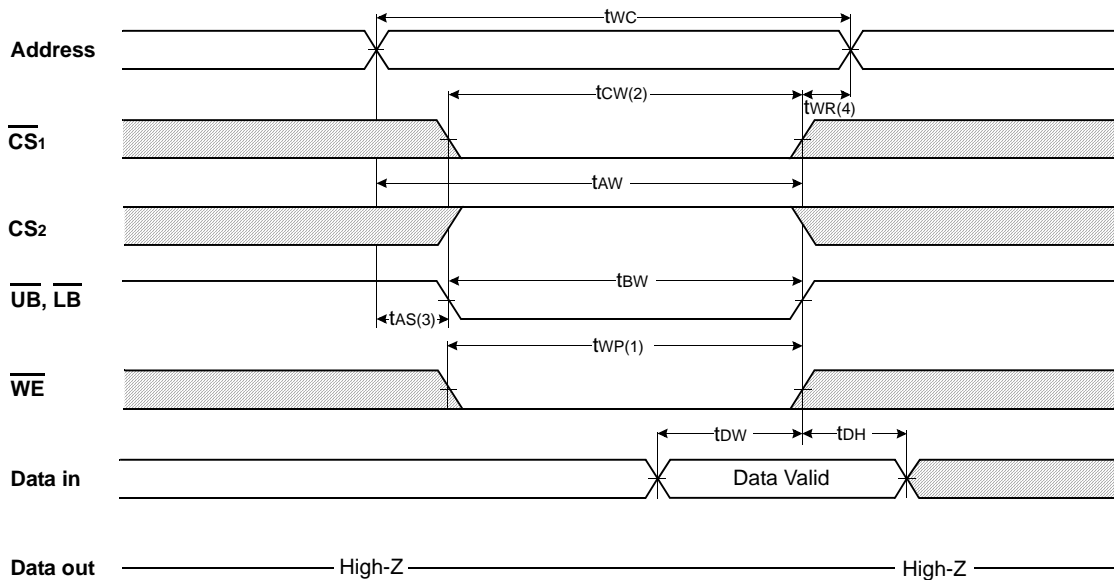 tWC
Address
tCW(2)
tWR(4)
CS1
tAW
CS2
tBW
UB, LB
tAS(3)
tWP(1)
WE
tDW
tDH
Data in
Data Valid
Data out
High-Z
High-Z